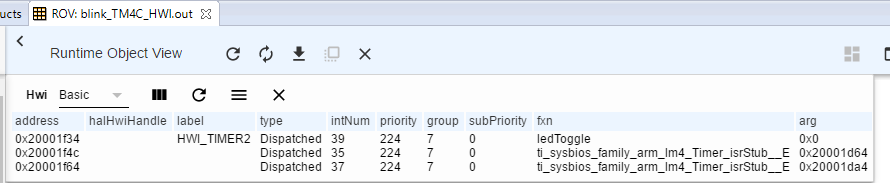 ucts ROV: blink_TM4C_HWI.out
Runtime Object View
Hwi Basic
address halHwiHandle label type intNum priority group subPriority fxn arg
0x20001f34 HWI_TIMER2 Dispatched 39 224 7 0 ledToggle 0x0
0x20001f4c Dispatched 35 224 7 0 ti_sysbios_family_arm_lm4_Timer_isrStub__E 0x20001d64
0x20001f64 Dispatched 37 224 7 0 ti_sysbios_family_arm_lm4_Timer_isrStub__E 0x20001da4